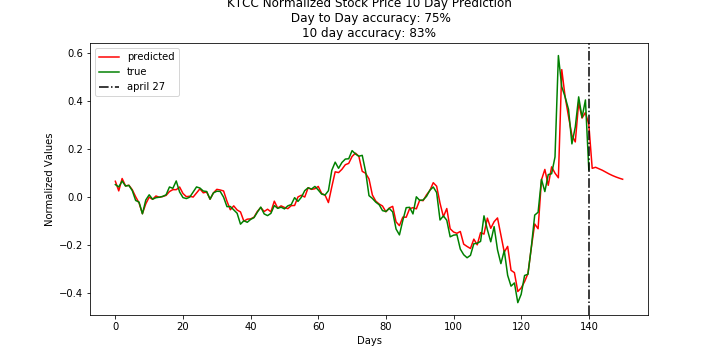 KTCC Normalized Stock Price 10 Day Prediction
Day to Day accuracy: 75%
10 day accuracy: 83%
predicted
true
april 27
Normalized Values
0.6
0.4
0.2
0.0
−0.2
−0.4
0 20 40 60 80 100 120 140
Days